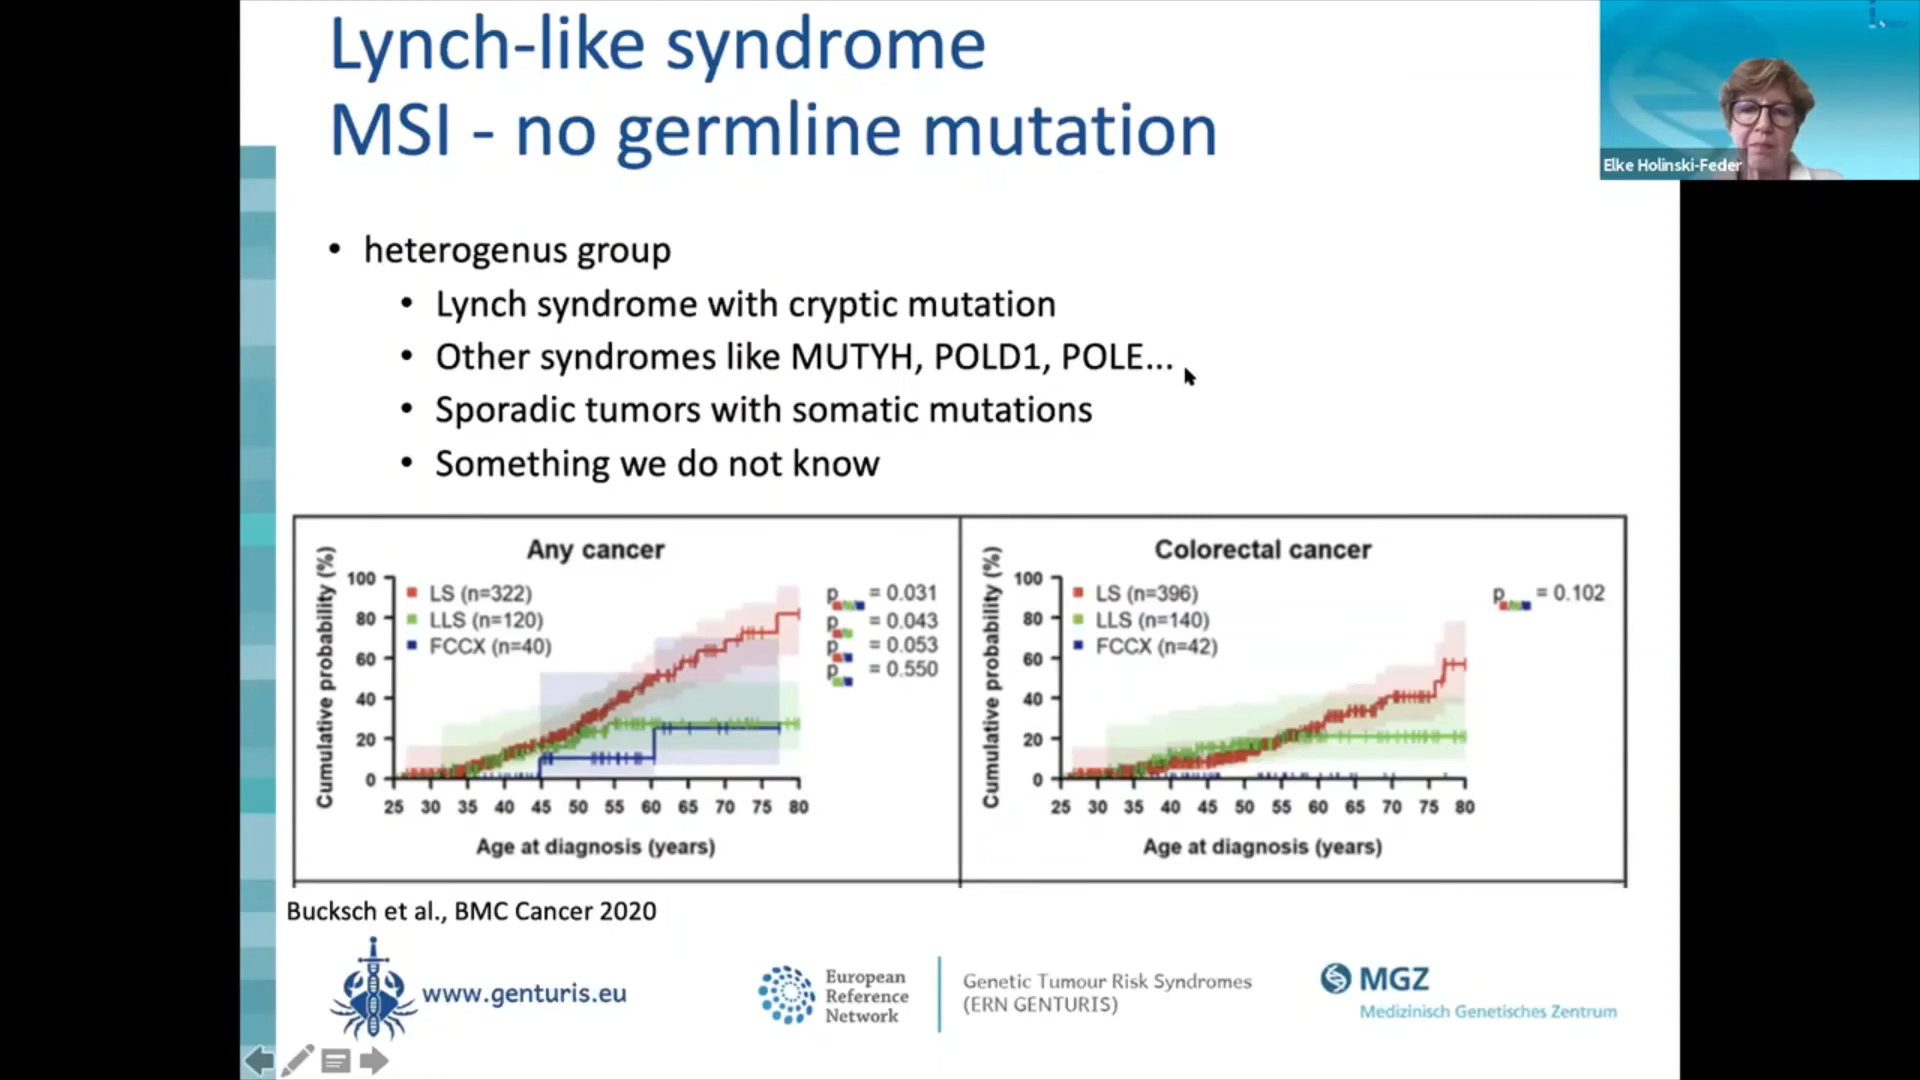 Lynch-like syndrome
MSI - no germline mutation
Elke Holinski-Feder
• heterogenus group
• Lynch syndrome with cryptic mutation
• Other syndromes like MUTYH, POLD1, POLE...
• Sporadic tumors with somatic mutations
• Something we do not know
Any cancer
Cumulative probability (%)
100
80
60
40
20
0
LS (n=322)
LLS (n=120)
FCCX (n=40)
p = 0.031
p = 0.043
p = 0.053
p = 0.550
25 30 35 40 45 50 55 60 65 70 75 80
Age at diagnosis (years)
Colorectal cancer
Cumulative probability (%)
100
80
60
40
20
0
LS (n=396)
LLS (n=140)
FCCX (n=42)
p = 0.102
25 30 35 40 45 50 55 60 65 70 75 80
Age at diagnosis (years)
Bucksch et al., BMC Cancer 2020
www.genturis.eu
European
Reference
Network
Genetic Tumour Risk Syndromes
(ERN GENTURIS)
MGZ
Medizinisch Genetisches Zentrum